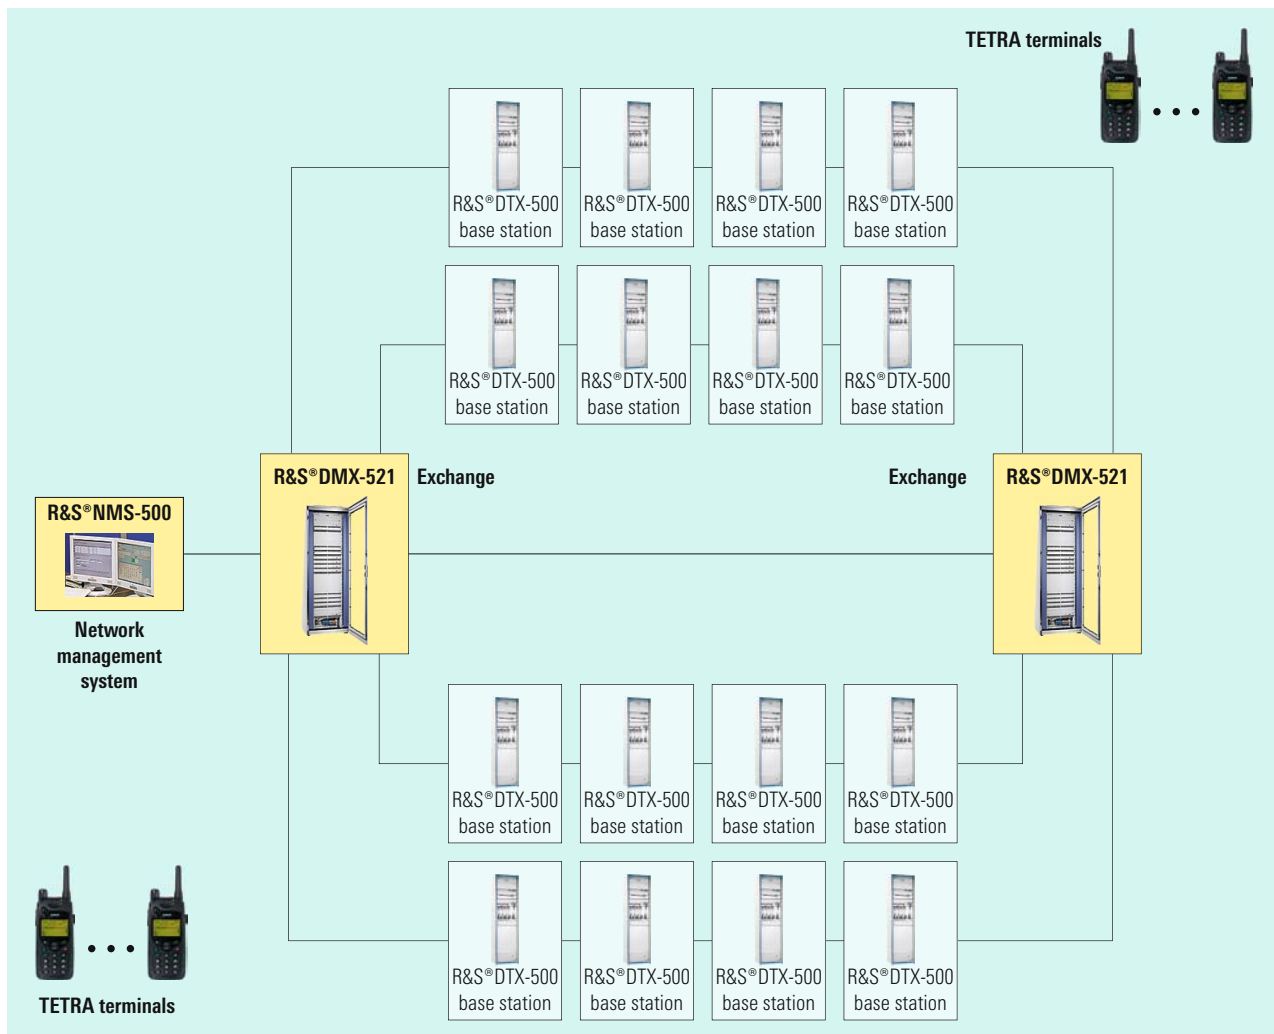 TETRA terminals
R&S®DTX-500
base station
R&S®DTX-500
base station
R&S®DTX-500
base station
R&S®DTX-500
base station
R&S®DTX-500
base station
R&S®DTX-500
base station
R&S®DTX-500
base station
R&S®DTX-500
base station
R&S®DMX-521
Exchange
Exchange
R&S®DMX-521
R&S®NMS-500
Network
management
system
R&S®DTX-500
base station
R&S®DTX-500
base station
R&S®DTX-500
base station
R&S®DTX-500
base station
R&S®DTX-500
base station
R&S®DTX-500
base station
R&S®DTX-500
base station
R&S®DTX-500
base station
TETRA terminals